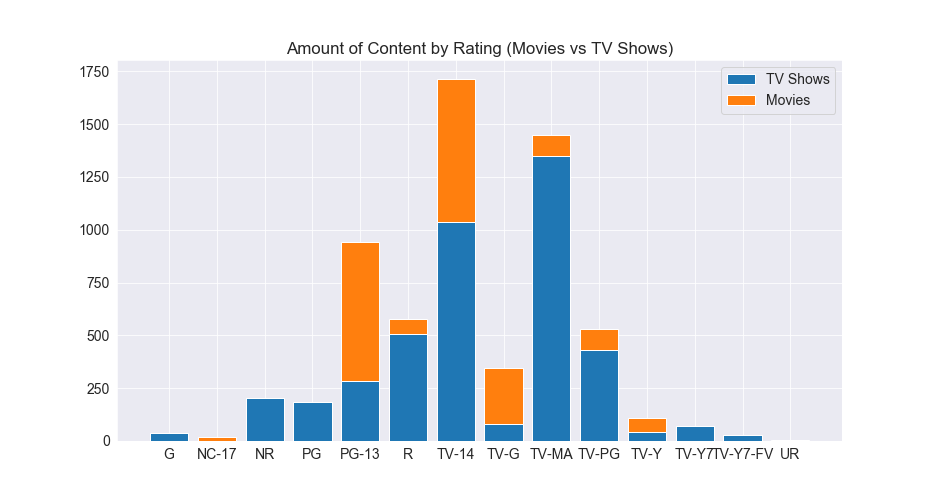 Amount of Content by Rating (Movies vs TV Shows)
TV Shows
Movies
1750
1500
1250
1000
750
500
250
0
G NC-17 NR PG PG-13 R TV-14 TV-G TV-MA TV-PG TV-Y TV-Y7 TV-Y7-FV UR